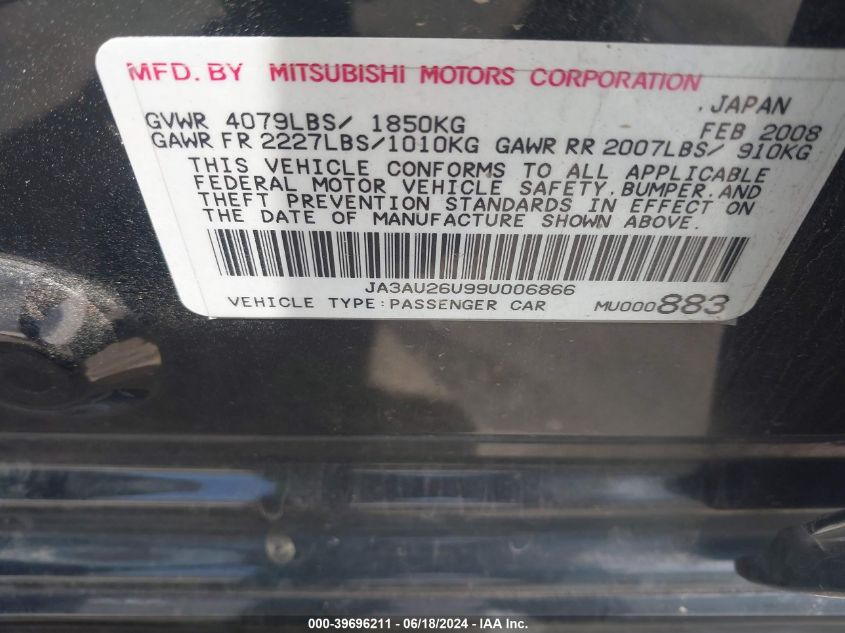 MFD. BY MITSUBISHI MOTORS CORPORATION
.JAPAN
GVWR 4079LBS/ 1850KG FEB 2008
GAWR FR 2227LBS/1010KG GAWR RR 2007LBS/ 910KG
THIS VEHICLE CONFORMS TO ALL APPLICABLE
FEDERAL MOTOR VEHICLE SAFETY.BUMPER.AND
THEFT PREVENTION STANDARDS IN EFFECT ON
THE DATE OF MANUFACTURE SHOWN ABOVE.
JA3AU26U99U006866
VEHICLE TYPE:PASSENGER CAR MU000883
000-39696211 - 06/18/2024 - IAA Inc.